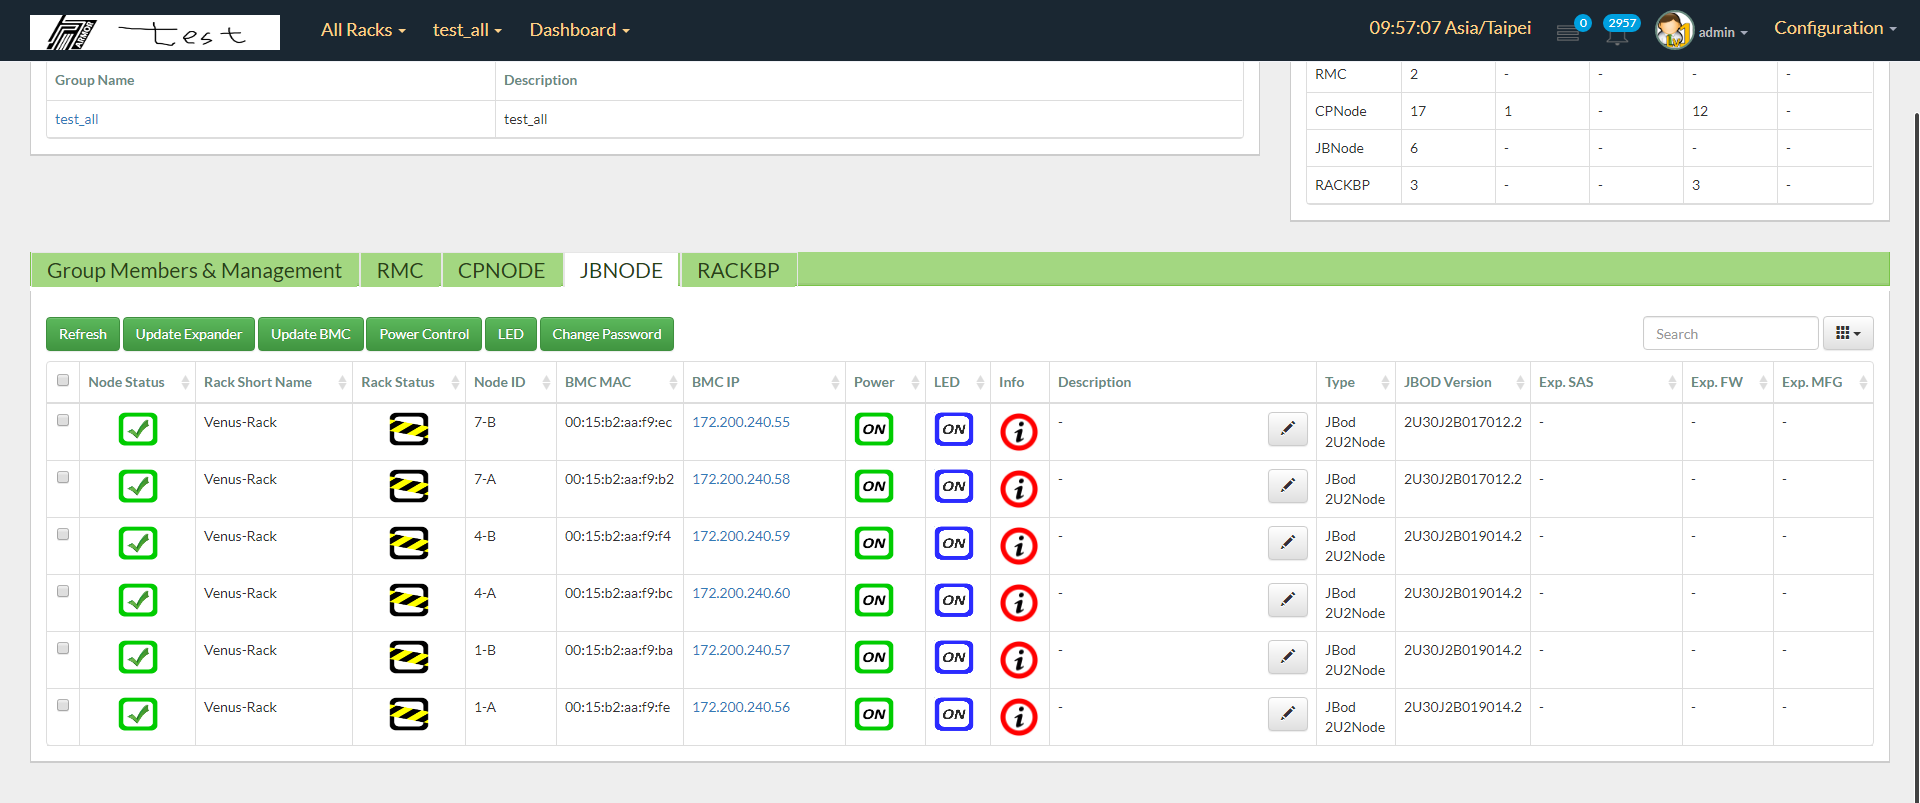 ARMOR test All Racks test_all Dashboard 09:57:07 Asia/Taipei 0 2957 admin Configuration
Group Name Description
test_all test_all
RMC 2 - - - -
CPNode 17 1 - 12 -
JBNode 6 - - - -
RACKBP 3 - - 3 -
Group Members & Management RMC CPNODE JBNODE RACKBP
Refresh Update Expander Update BMC Power Control LED Change Password Search
Node Status Rack Short Name Rack Status Node ID BMC MAC BMC IP Power LED Info Description Type JBOD Version Exp. SAS Exp. FW Exp. MFG
Venus-Rack 7-B 00:15:b2:aa:f9:ec 172.200.240.55 ON ON i - JBod 2U30J2B017012.2 - - -
2U2Node
Venus-Rack 7-A 00:15:b2:aa:f9:b2 172.200.240.58 ON ON i - JBod 2U30J2B017012.2 - - -
2U2Node
Venus-Rack 4-B 00:15:b2:aa:f9:f4 172.200.240.59 ON ON i - JBod 2U30J2B019014.2 - - -
2U2Node
Venus-Rack 4-A 00:15:b2:aa:f9:bc 172.200.240.60 ON ON i - JBod 2U30J2B019014.2 - - -
2U2Node
Venus-Rack 1-B 00:15:b2:aa:f9:ba 172.200.240.57 ON ON i - JBod 2U30J2B019014.2 - - -
2U2Node
Venus-Rack 1-A 00:15:b2:aa:f9:fe 172.200.240.56 ON ON i - JBod 2U30J2B019014.2 - - -
2U2Node